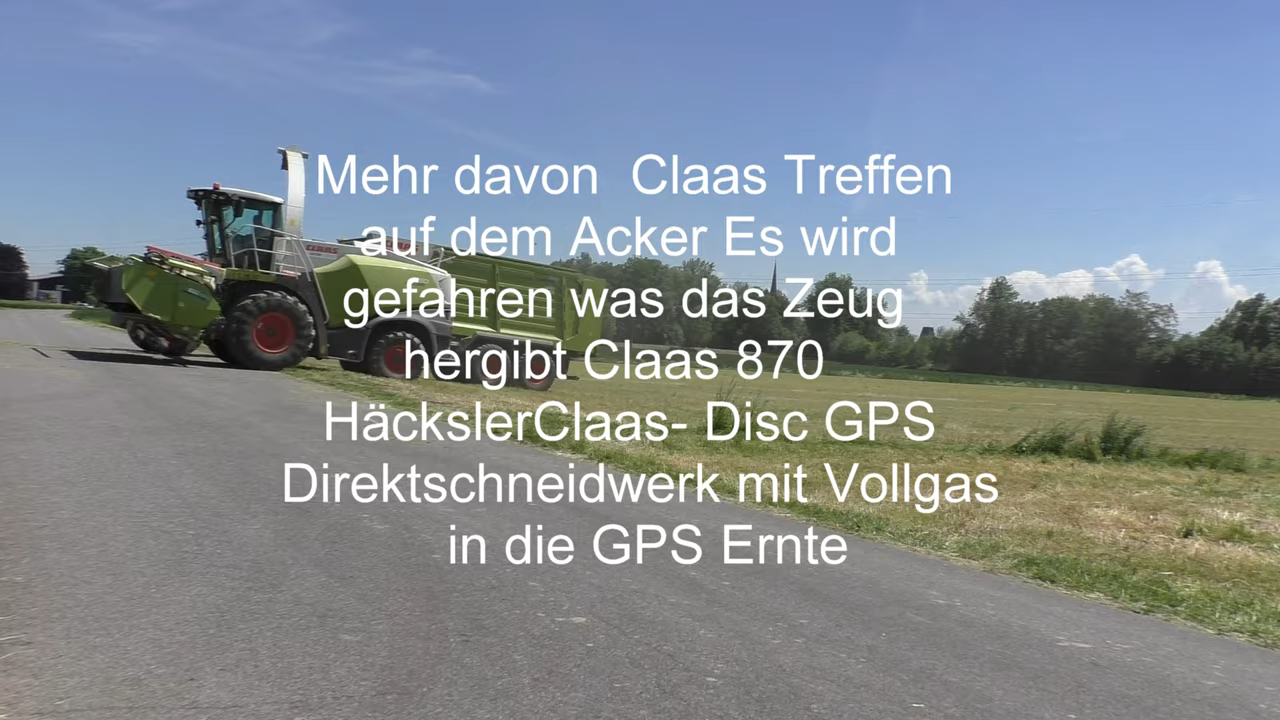 Mehr davon  Claas Treffen
auf dem Acker Es wird
gefahren was das Zeug
hergibt Claas 870
HäckslerClaas- Disc GPS
Direktschneidwerk mit Vollgas
in die GPS Ernte
CLAAS